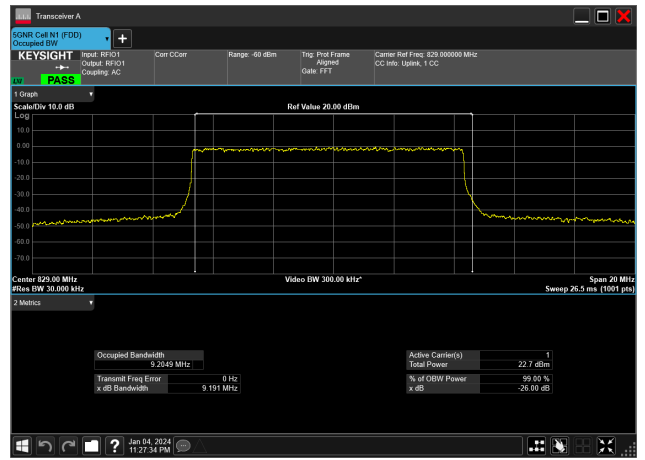 Transceiver A
5GNR Cell N1 (FDD)
Occupied BW
KEYSIGHT
Input: RFIO1
Output: RFIO1
Coupling: AC
Corr CCorr
Range: -60 dBm
Trig: Prot Frame
Aligned
Gate: FFT
Carrier Ref Freq: 829.000000 MHz
CC Info: Uplink, 1 CC
PASS
1 Graph
Scale/Div 10.0 dB
Ref Value 20.00 dBm
Log
10.0
0.00
-10.0
-20.0
-30.0
-40.0
-50.0
-60.0
-70.0
Center 829.00 MHz
Video BW 300.00 kHz*
Span 20 MHz
#Res BW 30.000 kHz
Sweep 26.5 ms (1001 pts)
2 Metrics
Occupied Bandwidth
9.2049 MHz
Transmit Freq Error 0 Hz
x dB Bandwidth 9.191 MHz
Active Carrier(s) 1
Total Power 22.7 dBm
% of OBW Power 99.00 %
x dB -26.00 dB
Jan 04, 2024
11:27:34 PM